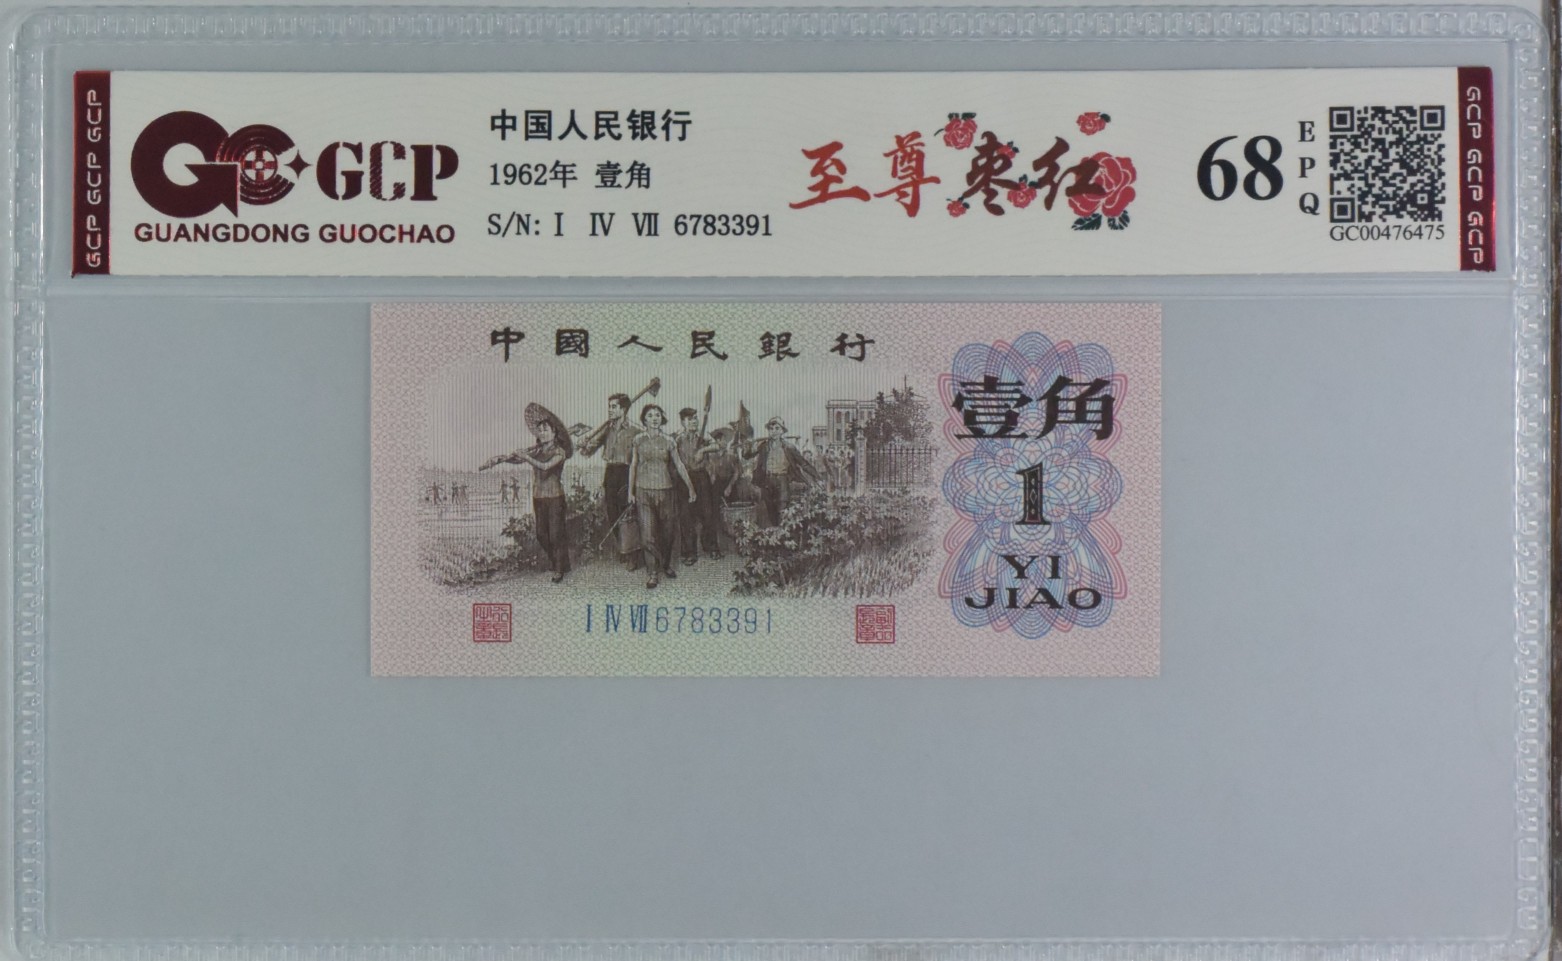 GCP GCP GCP
GCP
GUANGDONG GUOCHAO
中国人民银行
1962年 壹角
S/N: I IV VII 6783391
至尊枣红
68
EPQ
GC00476475
GCP GCP GCP
中國人民銀行
壹角
1
YI
JIAO
I IV VII 6783391